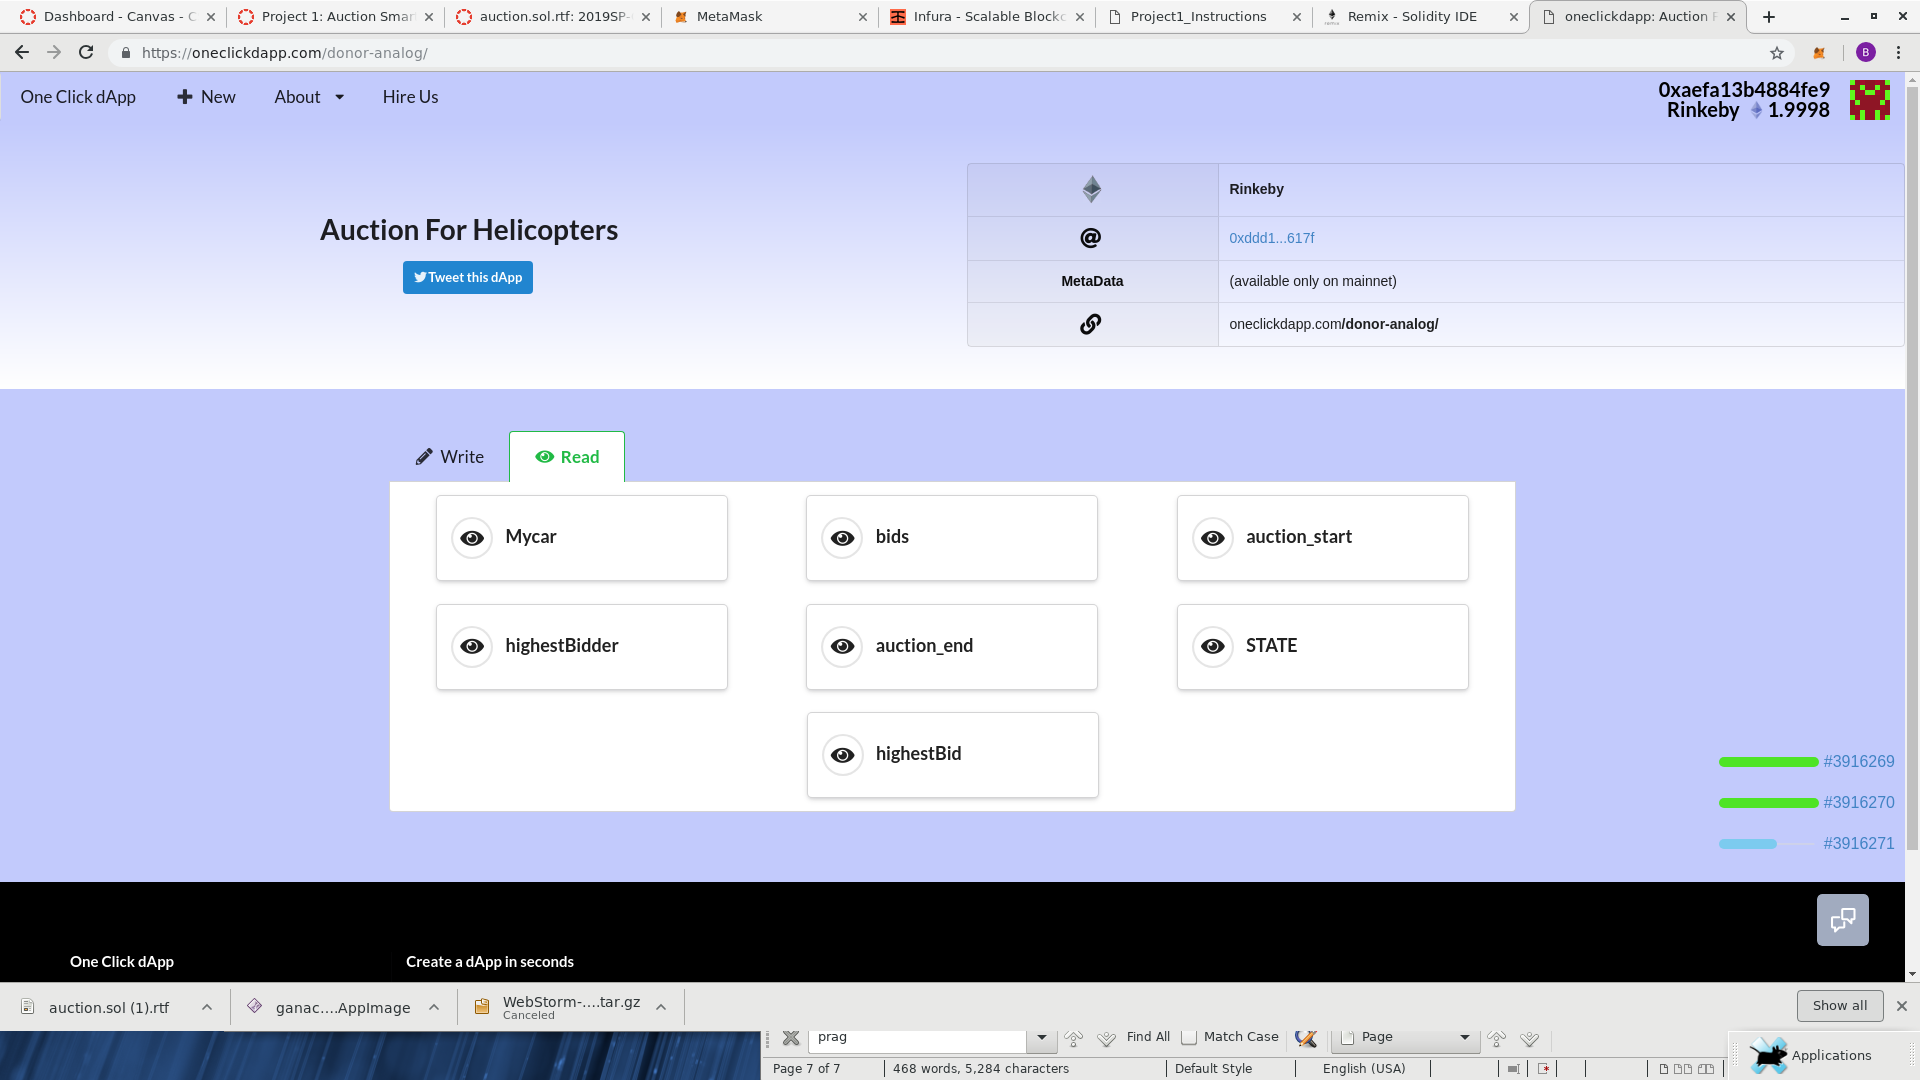 Dashboard - Canvas - C
Project 1: Auction Smar
auction.sol.rtf: 2019SP-
MetaMask
Infura - Scalable Blockc
Project1_Instructions
Remix - Solidity IDE
oneclickdapp: Auction F
https://oneclickdapp.com/donor-analog/
B
One Click dApp
New
About
Hire Us
0xaefa13b4884fe9
Rinkeby 1.9998
Auction For Helicopters
Tweet this dApp
Rinkeby
@ 0xddd1...617f
MetaData (available only on mainnet)
oneclickdapp.com/donor-analog/
Write
Read
Mycar
bids
auction_start
highestBidder
auction_end
STATE
highestBid
#3916269
#3916270
#3916271
One Click dApp
Create a dApp in seconds
auction.sol (1).rtf
ganac....AppImage
WebStorm-....tar.gz
Canceled
Show all
prag
Find All
Match Case
Page
Applications
Page 7 of 7
468 words, 5,284 characters
Default Style
English (USA)